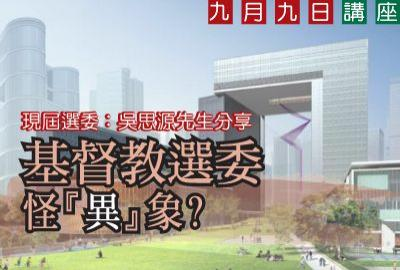 九月九日講座
現屆選委：吳思源先生分享
基督教選委
怪『異』象？